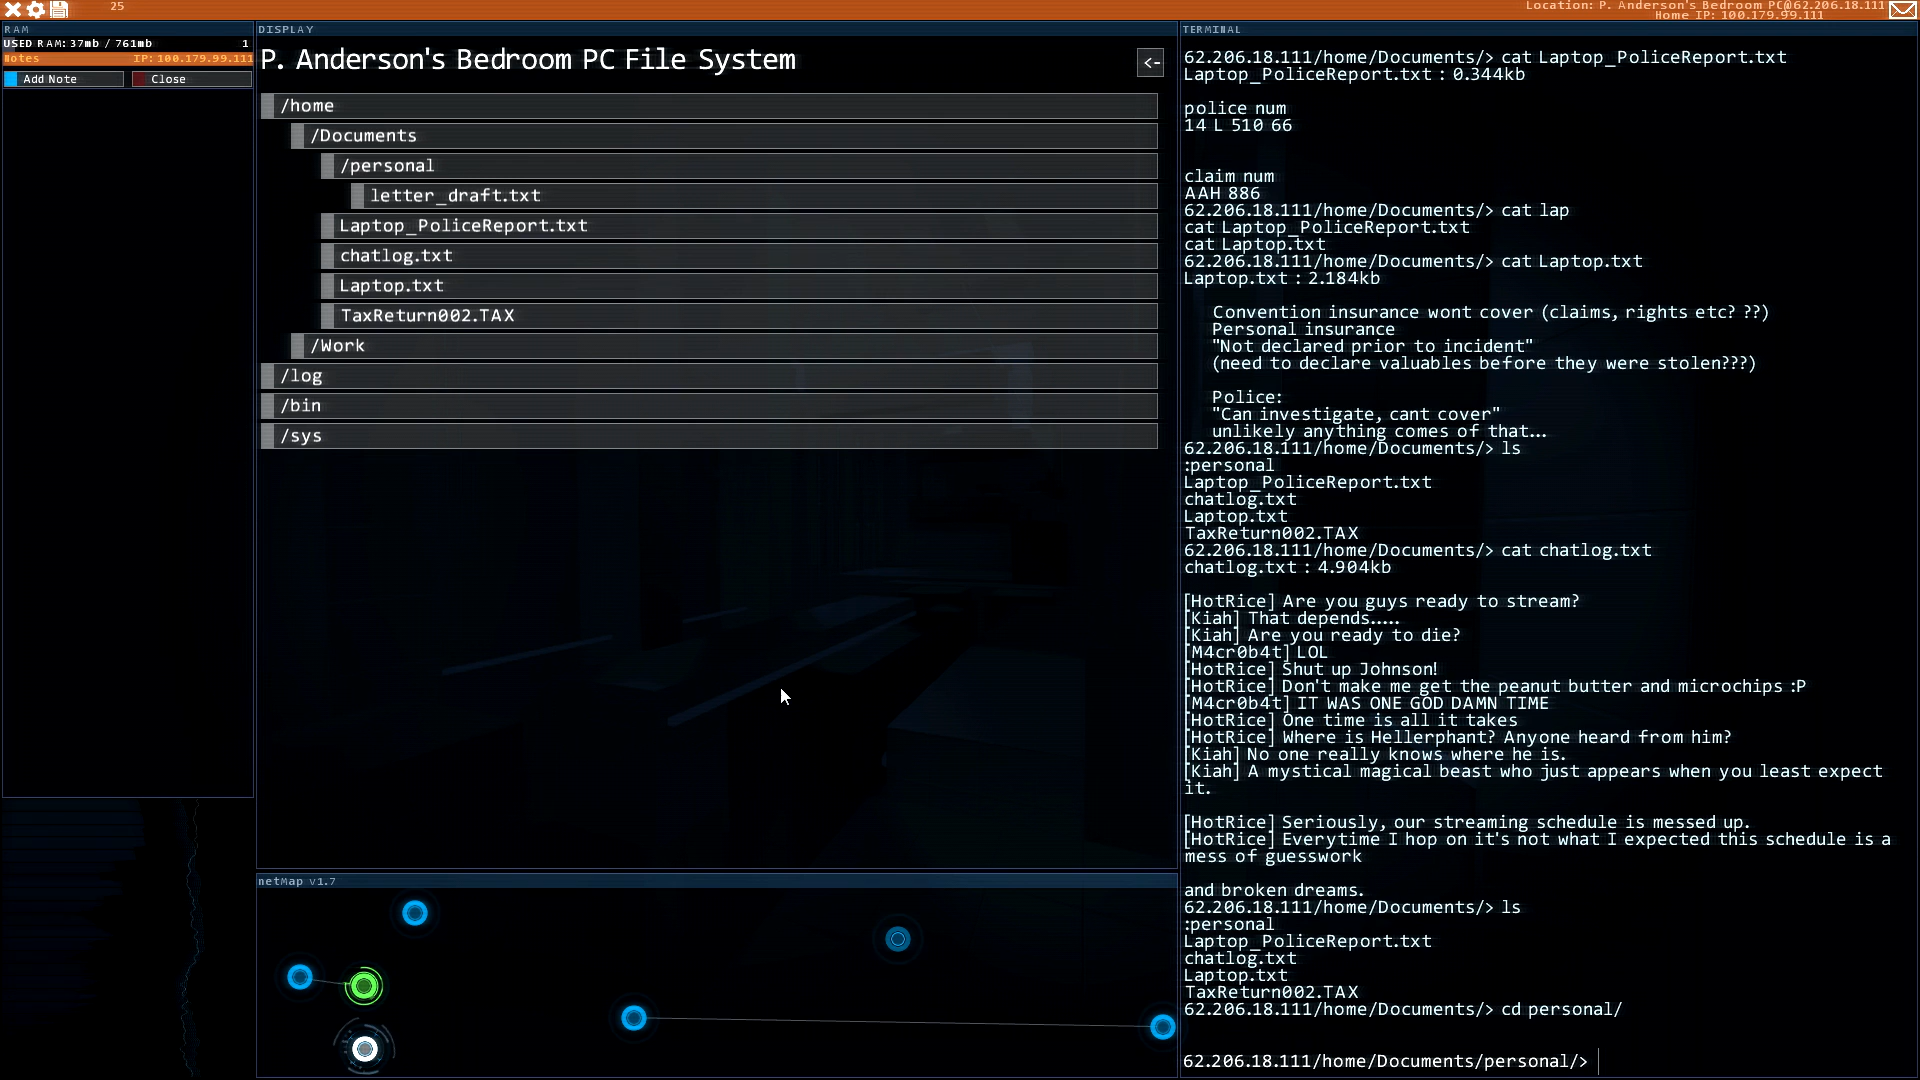 25
Location: P. Anderson's Bedroom PC@62.206.18.111
Home IP: 100.179.99.111
RAM
USED RAM: 37mb / 761mb 1
Notes IP: 100.179.99.111
Add Note Close
DISPLAY
P. Anderson's Bedroom PC File System
<-
/home
/Documents
/personal
letter_draft.txt
Laptop_PoliceReport.txt
chatlog.txt
Laptop.txt
TaxReturn002.TAX
/Work
/log
/bin
/sys
netMap v1.7
TERMINAL
62.206.18.111/home/Documents/> cat Laptop_PoliceReport.txt
Laptop_PoliceReport.txt : 0.344kb
police num
14 L 510 66
claim num
AAH 886
62.206.18.111/home/Documents/> cat lap
cat Laptop_PoliceReport.txt
cat Laptop.txt
62.206.18.111/home/Documents/> cat Laptop.txt
Laptop.txt : 2.184kb
Convention insurance wont cover (claims, rights etc? ??)
Personal insurance
"Not declared prior to incident"
(need to declare valuables before they were stolen???)
Police:
"Can investigate, cant cover"
unlikely anything comes of that...
62.206.18.111/home/Documents/> ls
:personal
Laptop_PoliceReport.txt
chatlog.txt
Laptop.txt
TaxReturn002.TAX
62.206.18.111/home/Documents/> cat chatlog.txt
chatlog.txt : 4.904kb
[HotRice] Are you guys ready to stream?
[Kiah] That depends.....
[Kiah] Are you ready to die?
[M4cr0b4t] LOL
[HotRice] Shut up Johnson!
[HotRice] Don't make me get the peanut butter and microchips :P
[M4cr0b4t] IT WAS ONE GOD DAMN TIME
[HotRice] One time is all it takes
[HotRice] Where is Hellerphant? Anyone heard from him?
[Kiah] No one really knows where he is.
[Kiah] A mystical magical beast who just appears when you least expect
it.
[HotRice] Seriously, our streaming schedule is messed up.
[HotRice] Everytime I hop on it's not what I expected this schedule is a
mess of guesswork
and broken dreams.
62.206.18.111/home/Documents/> ls
:personal
Laptop_PoliceReport.txt
chatlog.txt
Laptop.txt
TaxReturn002.TAX
62.206.18.111/home/Documents/> cd personal/
62.206.18.111/home/Documents/personal/>